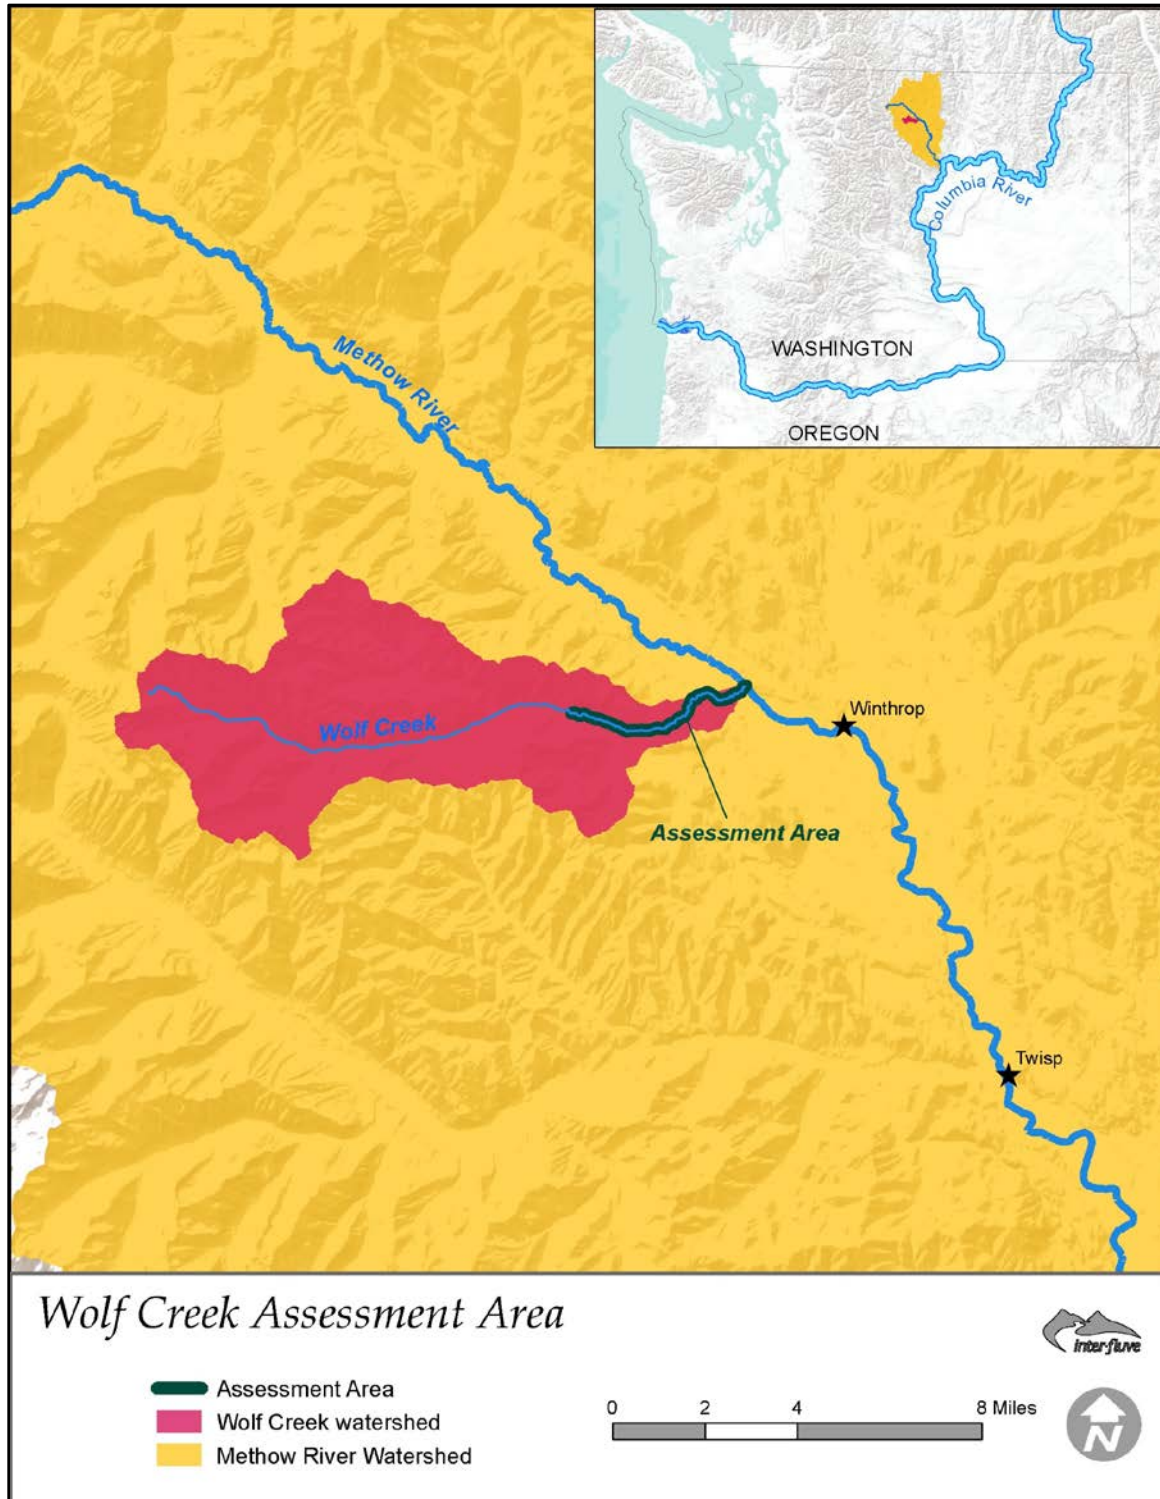 Columbia River
WASHINGTON
OREGON
Methow River
Wolf Creek
Winthrop
Assessment Area
Twisp
Wolf Creek Assessment Area
inter-fluve
Assessment Area
Wolf Creek watershed
Methow River Watershed
0 2 4 8 Miles
N